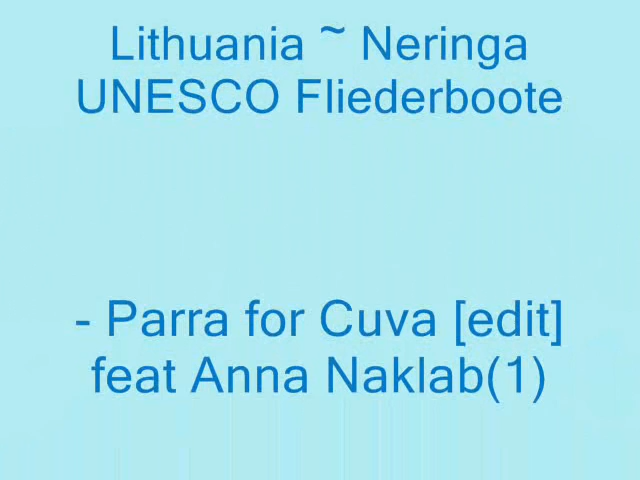 Lithuania ~ Neringa
UNESCO Fliederboote
- Parra for Cuva [edit]
feat Anna Naklab(1)